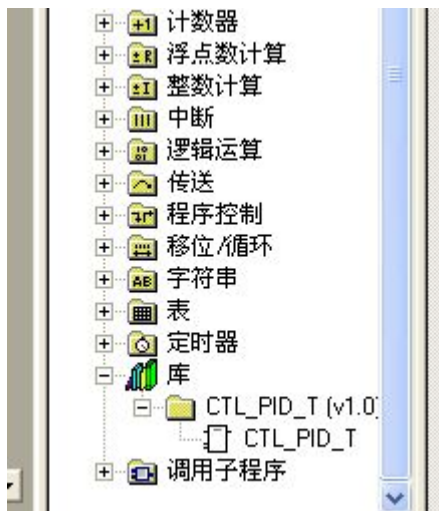 计数器
浮点数计算
整数计算
中断
逻辑运算
传送
程序控制
移位/循环
字符串
表
定时器
库
CTL_PID_T (v1.0)
CTL_PID_T
调用子程序